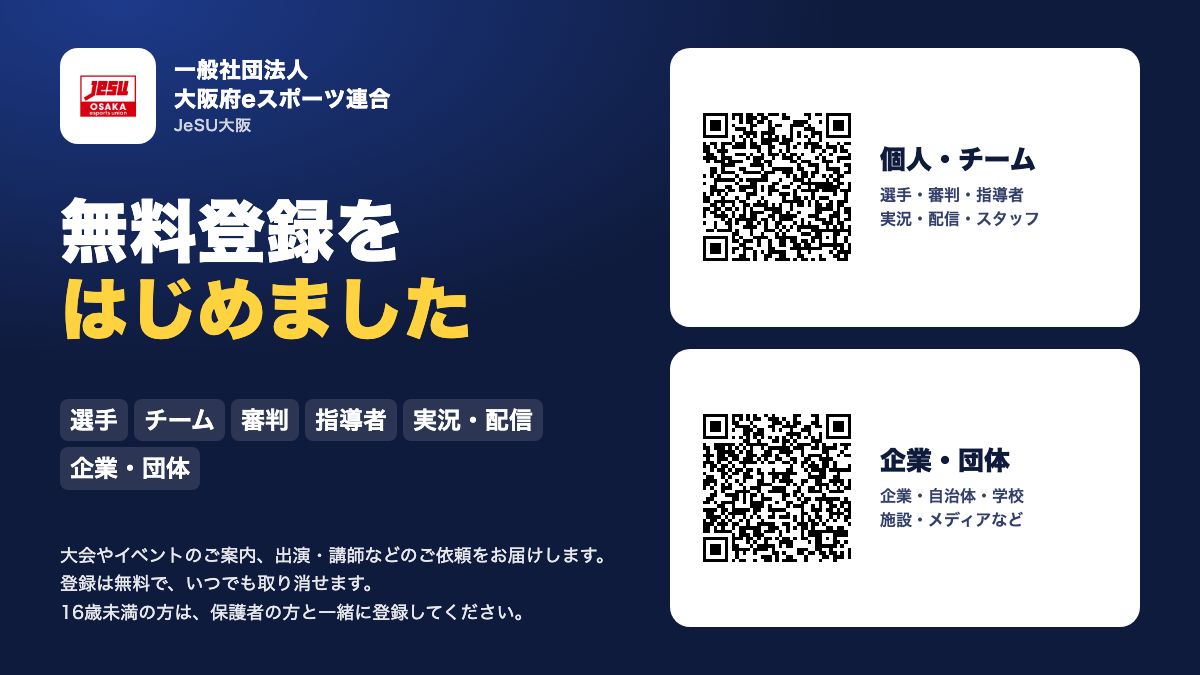 JeSU
OSAKA
esports union
一般社団法人
大阪府eスポーツ連合
JeSU大阪
無料登録を
はじめました
選手 チーム 審判 指導者 実況・配信
企業・団体
大会やイベントのご案内、出演・講師などのご依頼をお届けします。
登録は無料で、いつでも取り消せます。
16歳未満の方は、保護者の方と一緒に登録してください。
個人・チーム
選手・審判・指導者
実況・配信・スタッフ
企業・団体
企業・自治体・学校
施設・メディアなど